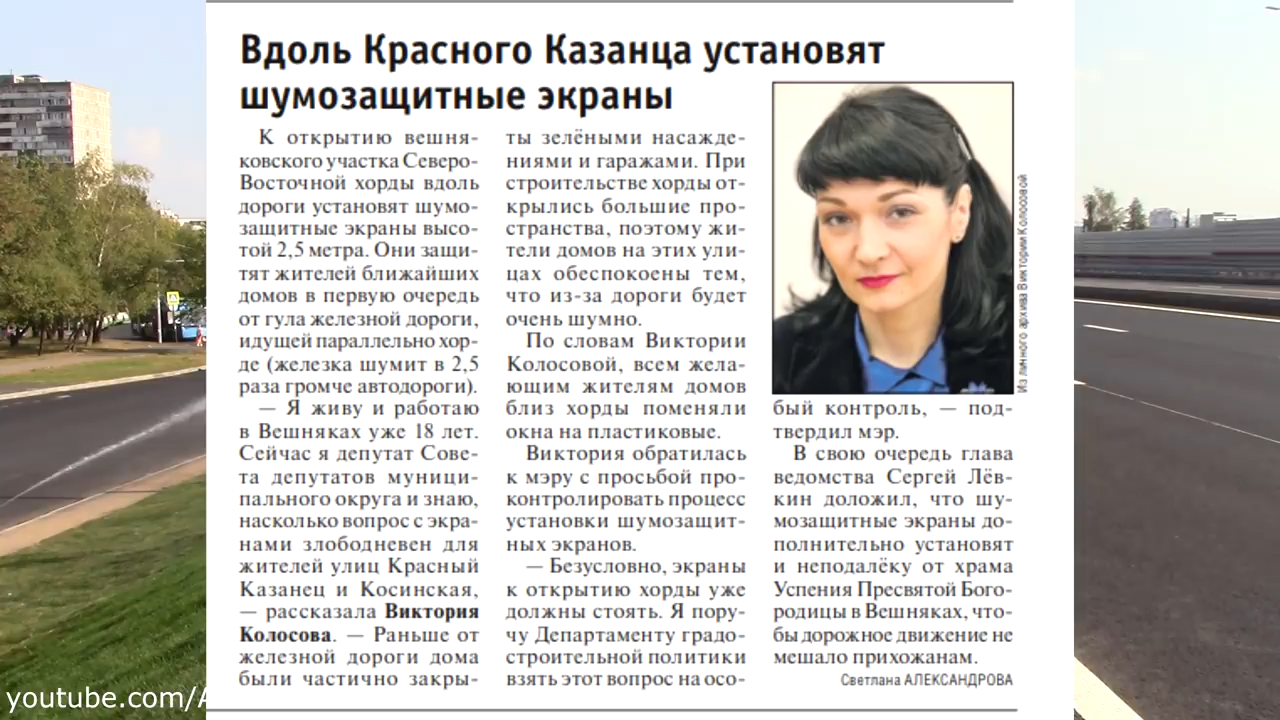 Вдоль Красного Казанца установят
шумозащитные экраны
К открытию вешня-
ковского участка Северо-
Восточной хорды вдоль
дороги установят шумо-
защитные экраны высо-
той 2,5 метра. Они защи-
тят жителей ближайших
домов в первую очередь
от гула железной дороги,
идущей параллельно хор-
де (железка шумит в 2,5
раза громче автодороги).
— Я живу и работаю
в Вешняках уже 18 лет.
Сейчас я депутат Сове-
та депутатов муници-
пального округа и знаю,
насколько вопрос с экра-
нами злободневен для
жителей улиц Красный
Казанец и Косинская,
— рассказала Виктория
Колосова. — Раньше от
железной дороги дома
были частично закры-
ты зелёными насажде-
ниями и гаражами. При
строительстве хорды от-
крылись большие про-
странства, поэтому жи-
тели домов на этих ули-
цах обеспокоены тем,
что из-за дороги будет
очень шумно.
По словам Виктории
Колосовой, всем жела-
ющим жителям домов
близ хорды поменяли
окна на пластиковые.
Виктория обратилась
к мэру с просьбой про-
контролировать процесс
установки шумозащит-
ных экранов.
— Безусловно, экраны
к открытию хорды уже
должны стоять. Я пору-
чу Департаменту градо-
строительной политики
взять этот вопрос на осо-
бый контроль, — под-
твердил мэр.
В свою очередь глава
ведомства Сергей Лёв-
кин доложил, что шу-
мозащитные экраны до-
полнительно установят
и неподалёку от храма
Успения Пресвятой Бого-
родицы в Вешняках, что-
бы дорожное движение не
мешало прихожанам.
Светлана АЛЕКСАНДРОВА
Из личного архива Виктории Колосовой
youtube.com/